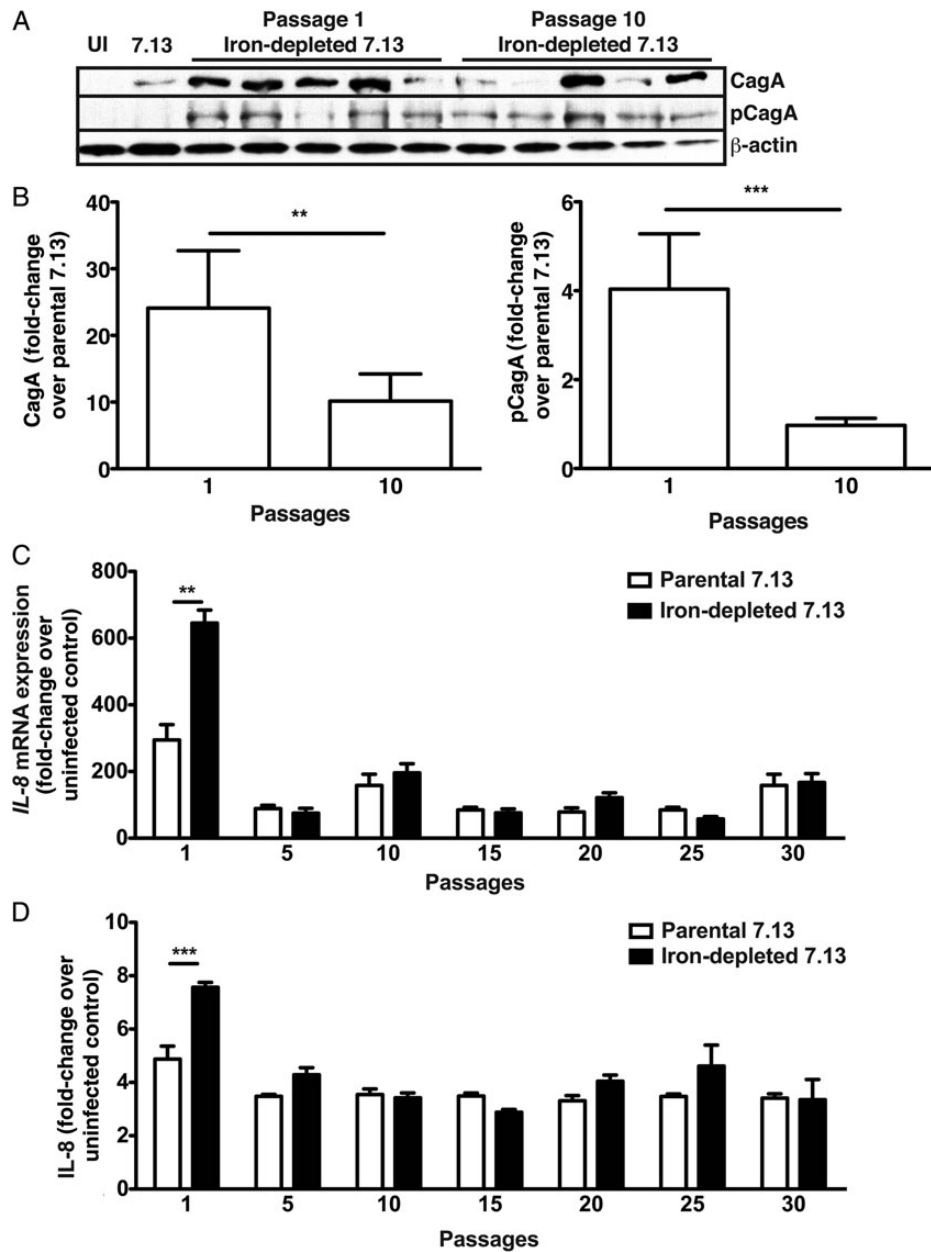 A
Passage 1
Passage 10
UI 7.13 Iron-depleted 7.13 Iron-depleted 7.13
CagA
pCagA
β-actin
B
CagA (fold-change
over parental 7.13)
40
30
20
10
0
**
1 10
Passages
pCagA (fold-change
over parental 7.13)
6
4
2
0
***
1 10
Passages
C
IL-8 mRNA expression
(fold-change over
uninfected control)
800
600
400
200
0
**
Parental 7.13
Iron-depleted 7.13
1 5 10 15 20 25 30
Passages
D
IL-8 (fold-change over
uninfected control)
10
8
6
4
2
0
***
Parental 7.13
Iron-depleted 7.13
1 5 10 15 20 25 30
Passages